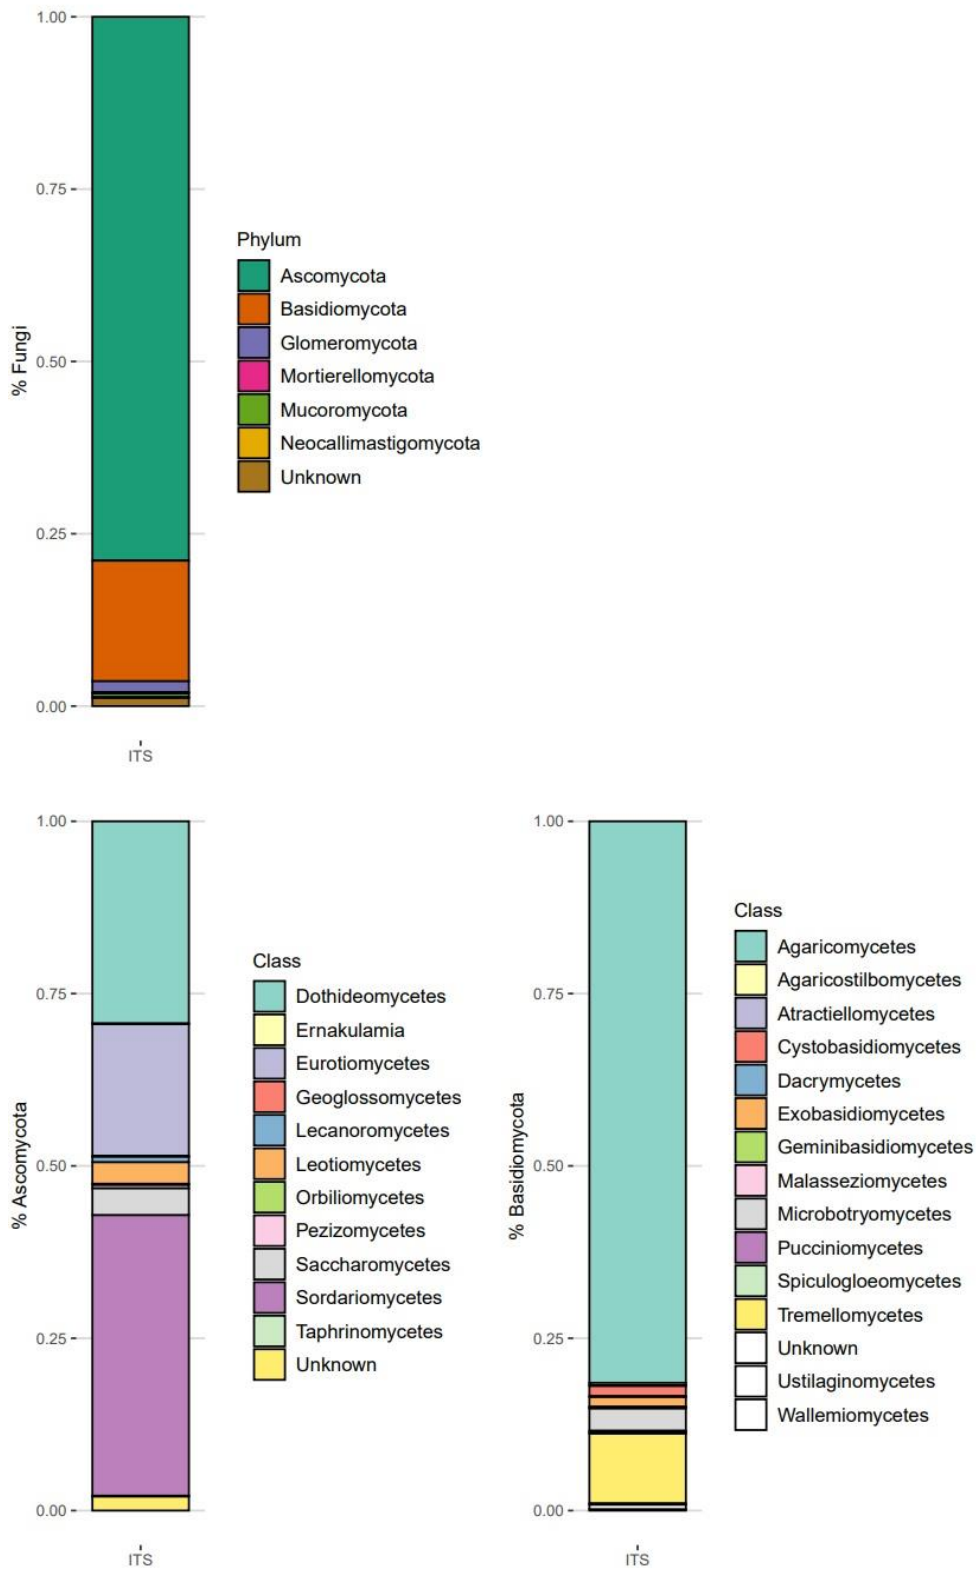 1.00
0.75
0.50
0.25
0.00
% Fungi
ITS
Phylum
Ascomycota
Basidiomycota
Glomeromycota
Mortierellomycota
Mucoromycota
Neocallimastigomycota
Unknown
1.00
0.75
0.50
0.25
0.00
% Ascomycota
ITS
Class
Dothideomycetes
Ernakulamia
Eurotiomycetes
Geoglossomycetes
Lecanoromycetes
Leotiomycetes
Orbiliomycetes
Pezizomycetes
Saccharomycetes
Sordariomycetes
Taphrinomycetes
Unknown
1.00
0.75
0.50
0.25
0.00
% Basidiomycota
ITS
Class
Agaricomycetes
Agaricostilbomycetes
Atractiellomycetes
Cystobasidiomycetes
Dacrymycetes
Exobasidiomycetes
Geminibasidiomycetes
Malasseziomycetes
Microbotryomycetes
Pucciniomycetes
Spiculogloeomycetes
Tremellomycetes
Unknown
Ustilaginomycetes
Wallemiomycetes